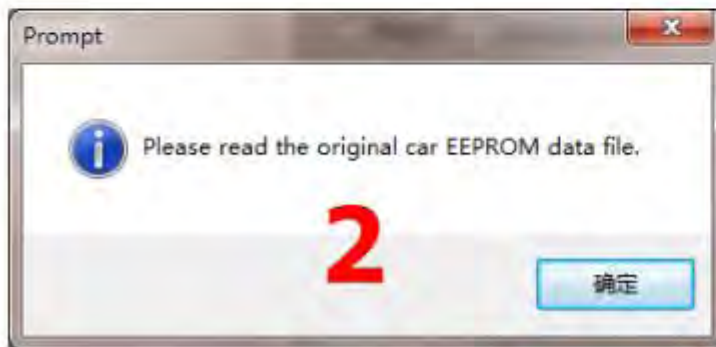 Prompt
Please read the original car EEPROM data file.
2
确定